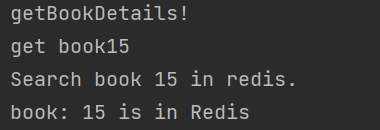 getBookDetails!
get book15
Search book 15 in redis.
book: 15 is in Redis